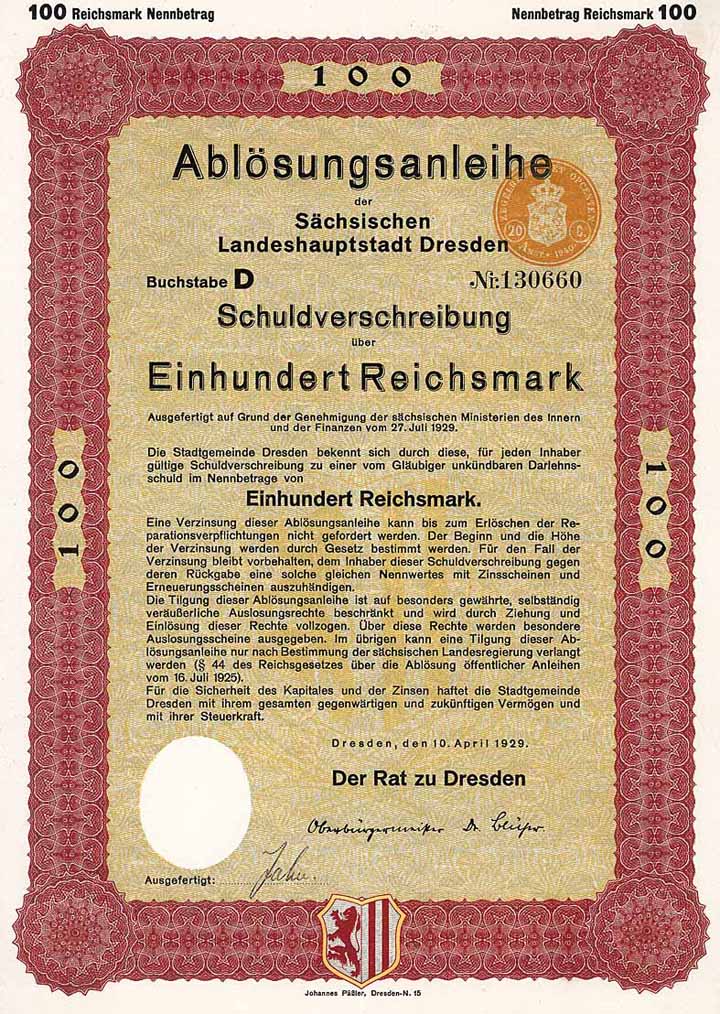 100 Reichsmark Nennbetrag
Nennbetrag Reichsmark 100
100
Ablösungsanleihe
der
Sächsischen
Landeshauptstadt Dresden
20 C.
1940
Buchstabe D
Nr. 130660
Schuldverschreibung
über
Einhundert Reichsmark
Ausgefertigt auf Grund der Genehmigung der sächsischen Ministerien des Innern
und der Finanzen vom 27. Juli 1929.
Die Stadtgemeinde Dresden bekennt sich durch diese, für jeden Inhaber
gültige Schuldverschreibung zu einer vom Gläubiger unkündbaren Darlehns-
schuld im Nennbetrage von
Einhundert Reichsmark.
100
100
Eine Verzinsung dieser Ablösungsanleihe kann bis zum Erlöschen der Re-
parationsverpflichtungen nicht gefordert werden. Der Beginn und die Höhe
der Verzinsung werden durch Gesetz bestimmt werden. Für den Fall der
Verzinsung bleibt vorbehalten, dem Inhaber dieser Schuldverschreibung gegen
deren Rückgabe eine solche gleichen Nennwertes mit Zinsscheinen und
Erneuerungsscheinen auszuhändigen.
Die Tilgung dieser Ablösungsanleihe ist auf besonders gewährte, selbständig
veräußerliche Auslosungsrechte beschränkt und wird durch Ziehung und
Einlösung dieser Rechte vollzogen. Über diese Rechte werden besondere
Auslosungsscheine ausgegeben. Im übrigen kann eine Tilgung dieser Ab-
lösungsanleihe nur nach Bestimmung der sächsischen Landesregierung verlangt
werden (§ 44 des Reichsgesetzes über die Ablösung öffentlicher Anleihen
vom 16. Juli 1925).
Für die Sicherheit des Kapitales und der Zinsen haftet die Stadtgemeinde
Dresden mit ihrem gesamten gegenwärtigen und zukünftigen Vermögen und
mit ihrer Steuerkraft.
Dresden, den 10. April 1929.
Der Rat zu Dresden
Oberbürgermeister Dr. Blüher.
Ausgefertigt: Jahn.
Johannes Päßler, Dresden-N. 15